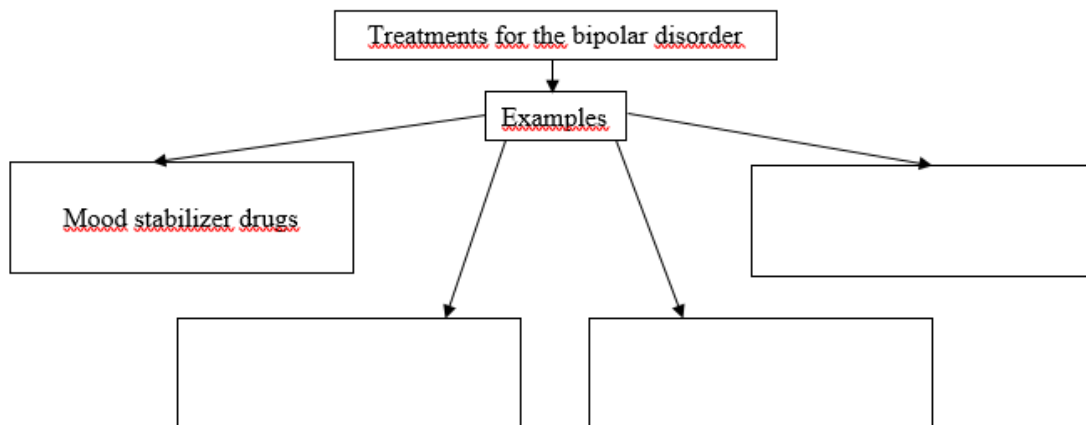 Treatments for the bipolar disorder
Examples
Mood stabilizer drugs